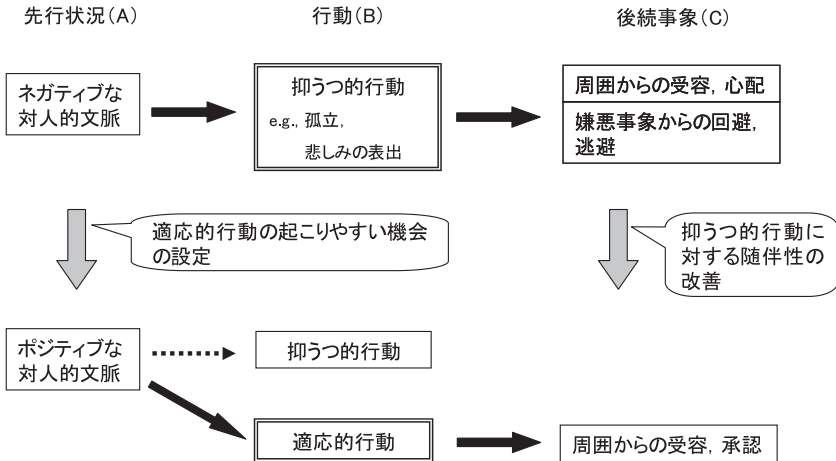 先行状況(A)
行動(B)
後続事象(C)
ネガティブな
対人的文脈
抑うつ的行動
e.g., 孤立,
悲しみの表出
周囲からの受容, 心配
嫌悪事象からの回避,
逃避
適応的行動の起こりやすい機会
の設定
抑うつ的行動に
対する随伴性の
改善
ポジティブな
対人的文脈
抑うつ的行動
適応的行動
周囲からの受容, 承認